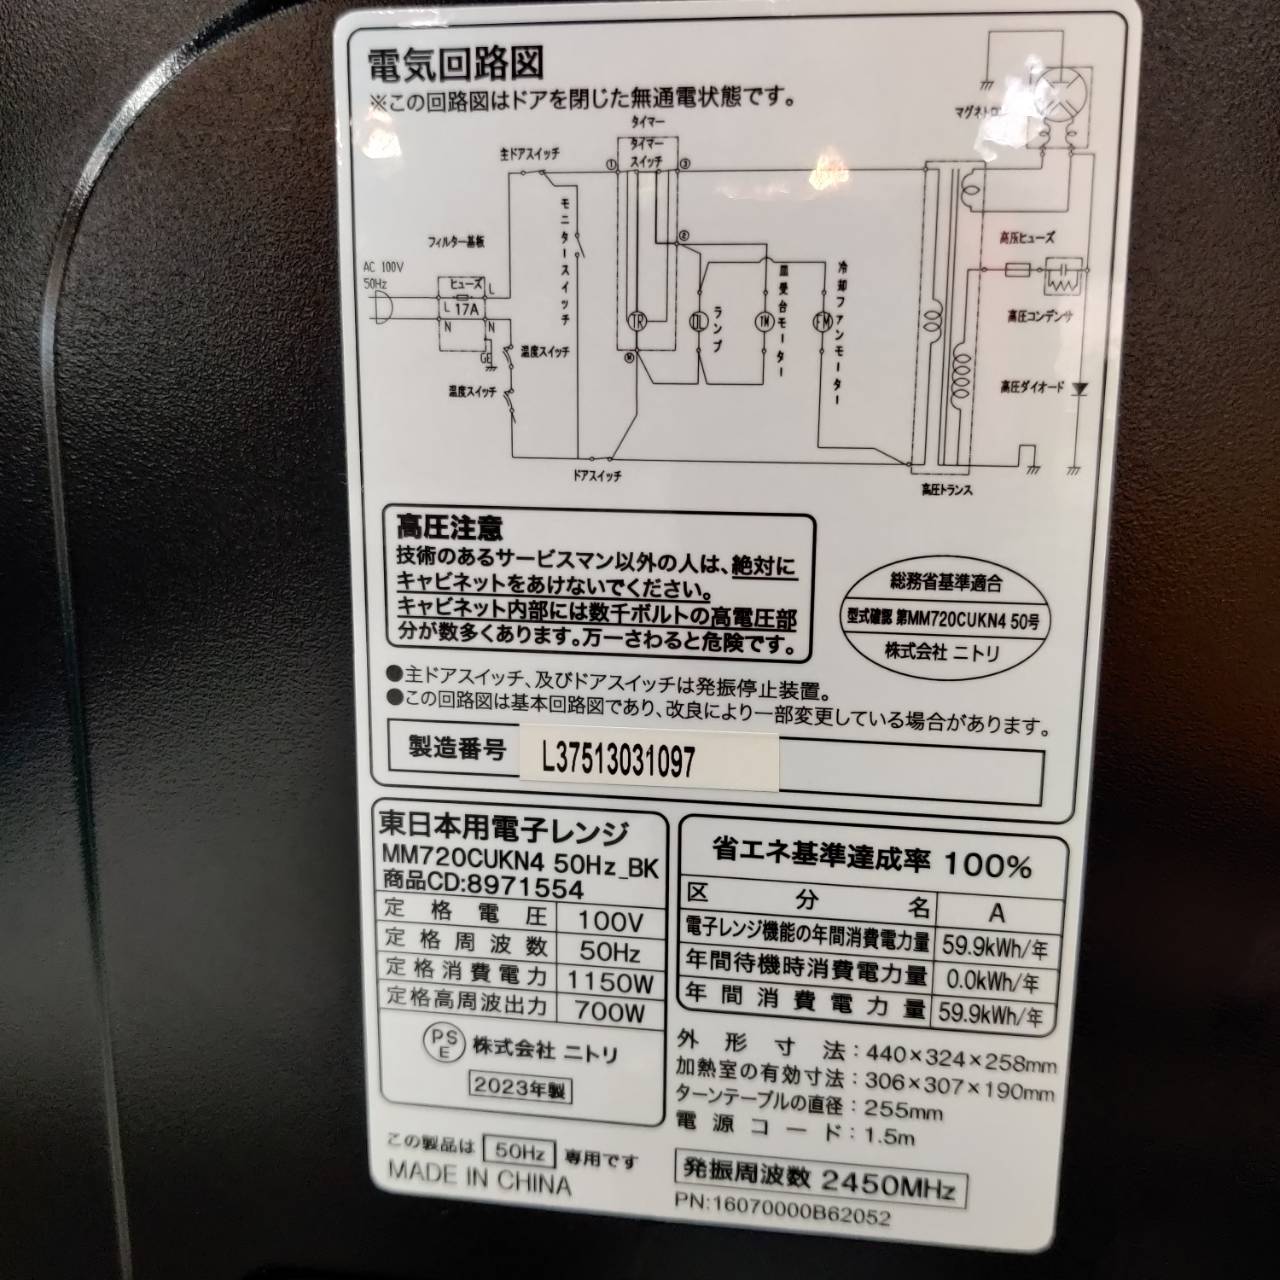 電気回路図
※この回路図はドアを閉じた無通電状態です。
タイマー
タイマー
スイッチ
主ドアスイッチ
①
③
②
マグネトロ
モニタースイッチ
フィルター基板
AC 100V
50Hz
ヒューズ
L
L 17A
N
N
GE
温度スイッチ
温度スイッチ
TR
OL
ランプ
TM
皿受台モーター
FM
冷却ファンモーター
高圧ヒューズ
高圧コンデンサ
高圧ダイオード
ドアスイッチ
高圧トランス
高圧注意
技術のあるサービスマン以外の人は、絶対に
キャビネットをあけないでください。
キャビネット内部には数千ボルトの高電圧部
分が数多くあります。万一さわると危険です。
総務省基準適合
型式確認 第MM720CUKN4 50号
株式会社 ニトリ
●主ドアスイッチ、及びドアスイッチは発振停止装置。
●この回路図は基本回路図であり、改良により一部変更している場合があります。
製造番号 L37513031097
東日本用電子レンジ
MM720CUKN4 50Hz_BK
商品CD:8971554
定格電圧 100V
定格周波数 50Hz
定格消費電力 1150W
定格高周波出力 700W
PSE 株式会社 ニトリ
2023年製
この製品は 50Hz 専用です
MADE IN CHINA
省エネ基準達成率 100%
区分名 A
電子レンジ機能の年間消費電力量 59.9kWh/年
年間待機時消費電力量 0.0kWh/年
年間消費電力量 59.9kWh/年
外形寸法:440×324×258mm
加熱室の有効寸法:306×307×190mm
ターンテーブルの直径:255mm
電源コード:1.5m
発振周波数 2450MHz
PN:16070000B62052